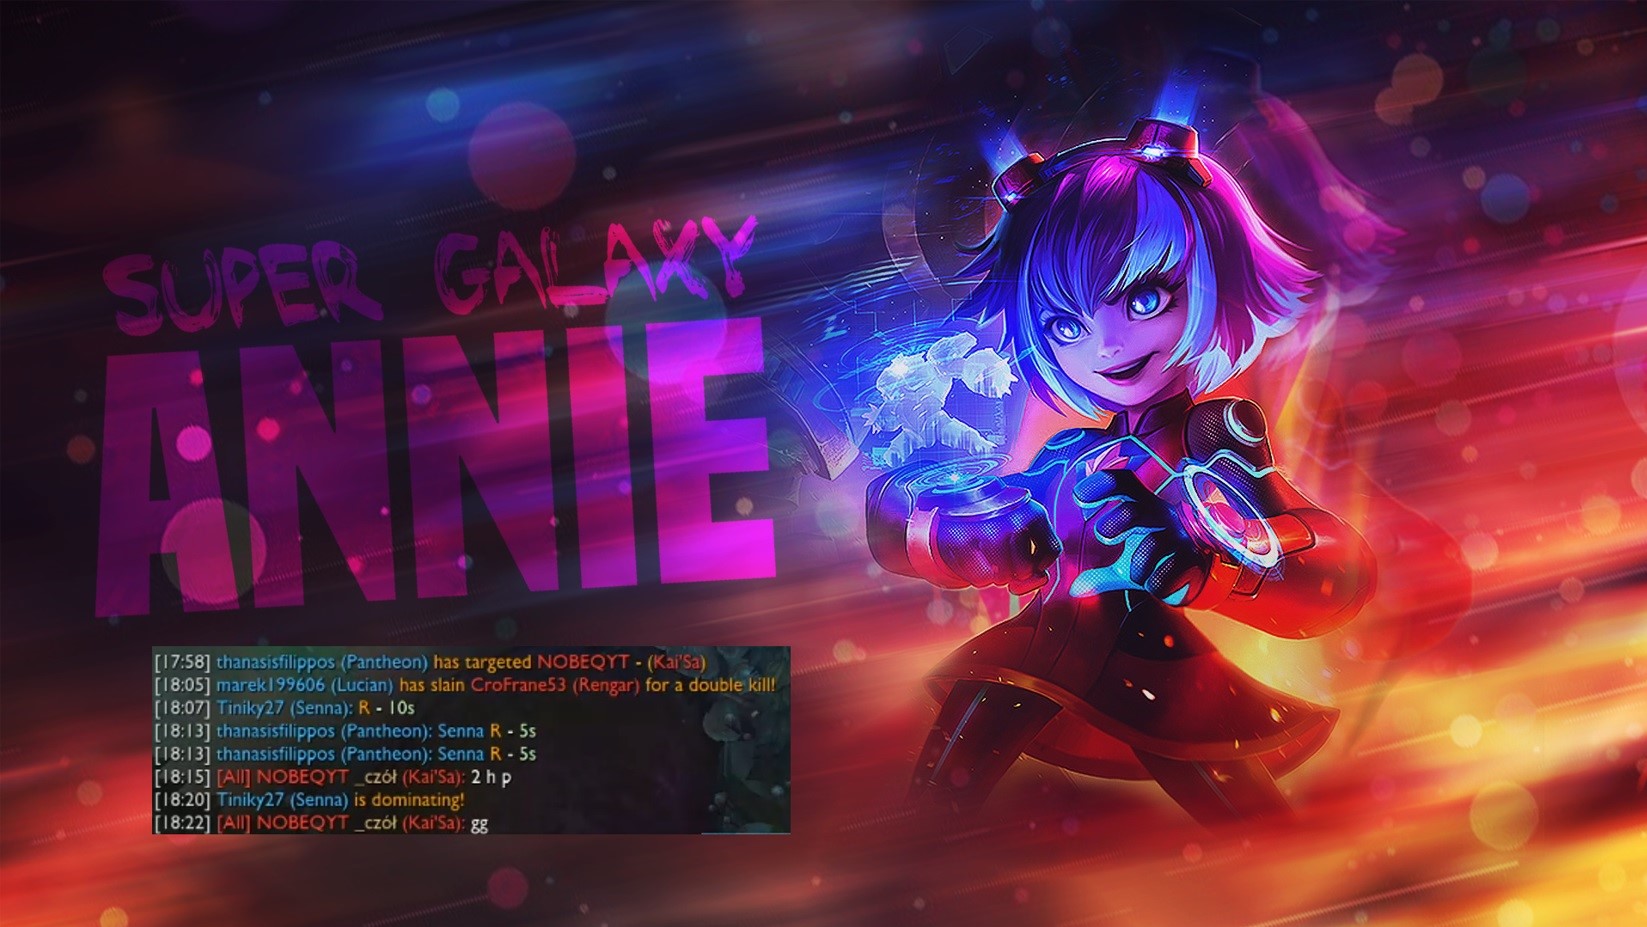 SUPER GALAXY
ANNIE
[17:58] thanasisfilippos (Pantheon) has targeted NOBEQYT - (Kai'Sa)
[18:05] marek199606 (Lucian) has slain CroFrane53 (Rengar) for a double kill!
[18:07] Tiniky27 (Senna): R - 10s
[18:13] thanasisfilippos (Pantheon): Senna R - 5s
[18:13] thanasisfilippos (Pantheon): Senna R - 5s
[18:15] [All] NOBEQYT _czół (Kai'Sa): 2 h p
[18:20] Tiniky27 (Senna) is dominating!
[18:22] [All] NOBEQYT _czół (Kai'Sa): gg